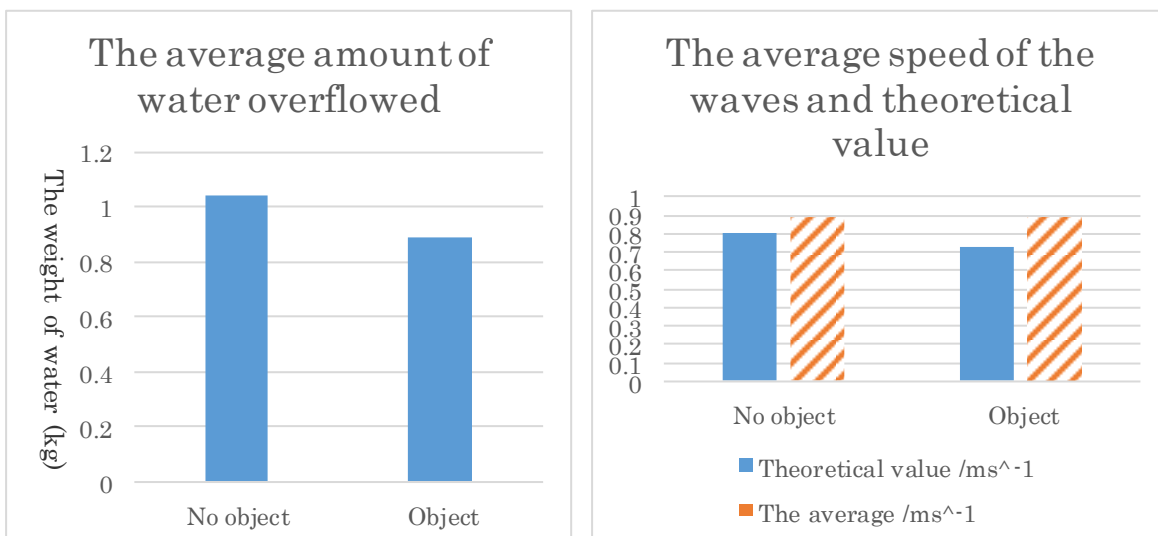 The average amount of
water overflowed
The weight of water (kg)
1.2
1
0.8
0.6
0.4
0.2
0
No object
Object
The average speed of the
waves and theoretical
value
1
0.9
0.8
0.7
0.6
0.5
0.4
0.3
0.2
0.1
0
No object
Object
Theoretical value /ms^-1
The average /ms^-1